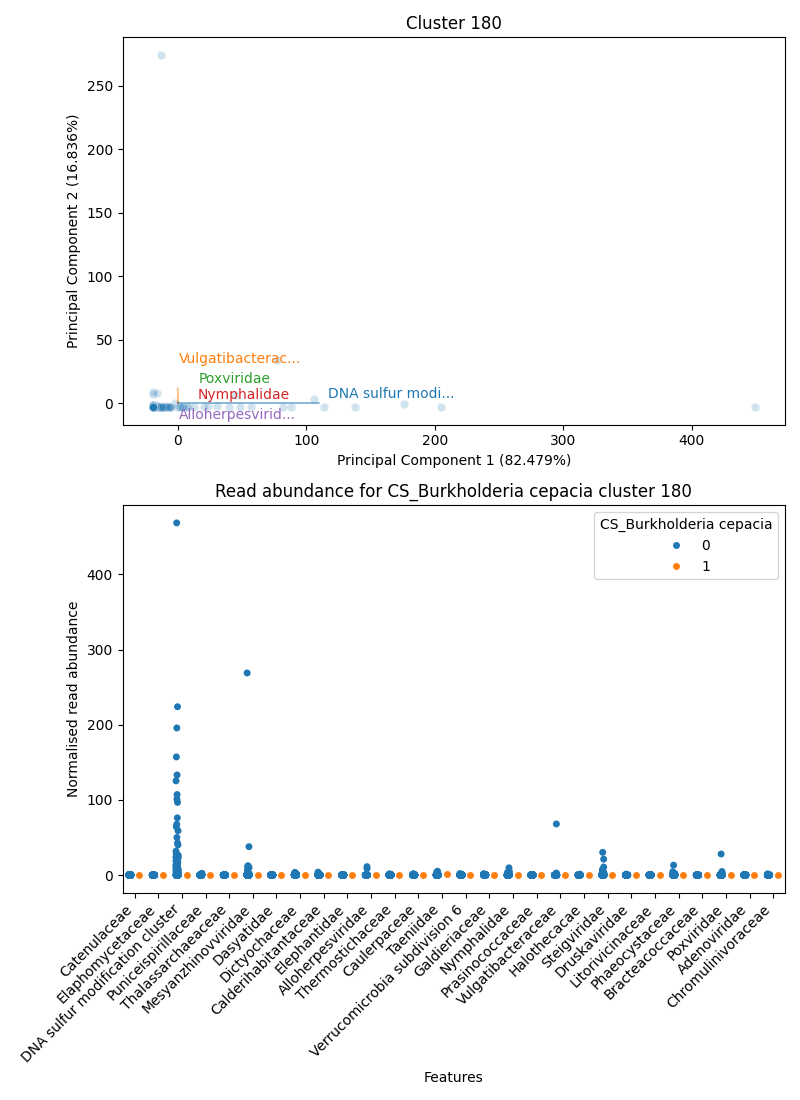 Cluster 180
Principal Component 2 (16.836%)
250
200
150
100
50
0
Vulgatibacterac...
Poxviridae
Nymphalidae
DNA sulfur modi...
Alloherpesvirid...
0
100
200
300
400
Principal Component 1 (82.479%)
Read abundance for CS_Burkholderia cepacia cluster 180
CS_Burkholderia cepacia
0
1
Normalised read abundance
400
300
200
100
0
Catenulaceae
Elaphomycetaceae
DNA sulfur modification cluster
Puniceispirillaceae
Thalassarchaeaceae
Mesyanzhinovviridae
Dasyatidae
Dictyochaceae
Calderihabitantaceae
Elephantidae
Alloherpesviridae
Thermostichaceae
Caulerpaceae
Taeniidae
Verrucomicrobia subdivision 6
Galdieriaceae
Nymphalidae
Prasinococcaceae
Vulgatibacteraceae
Halothecacae
Steigviridae
Druskaviridae
Litorivicinaceae
Phaeocystaceae
Bracteacoccaceae
Poxviridae
Adenoviridae
Chromulinivoraceae
Features